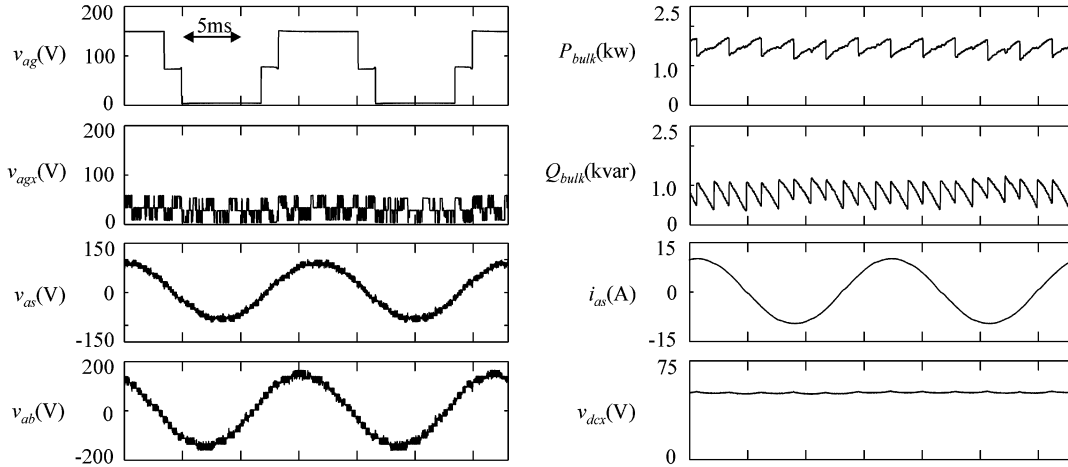 200
v_ag(V)
100
0
5ms
200
v_agx(V)
100
0
150
v_as(V)
0
-150
200
v_ab(V)
0
-200
2.5
P_bulk(kw)
1.0
0
2.5
Q_bulk(kvar)
1.0
0
15
i_as(A)
0
-15
75
v_dcx(V)
0